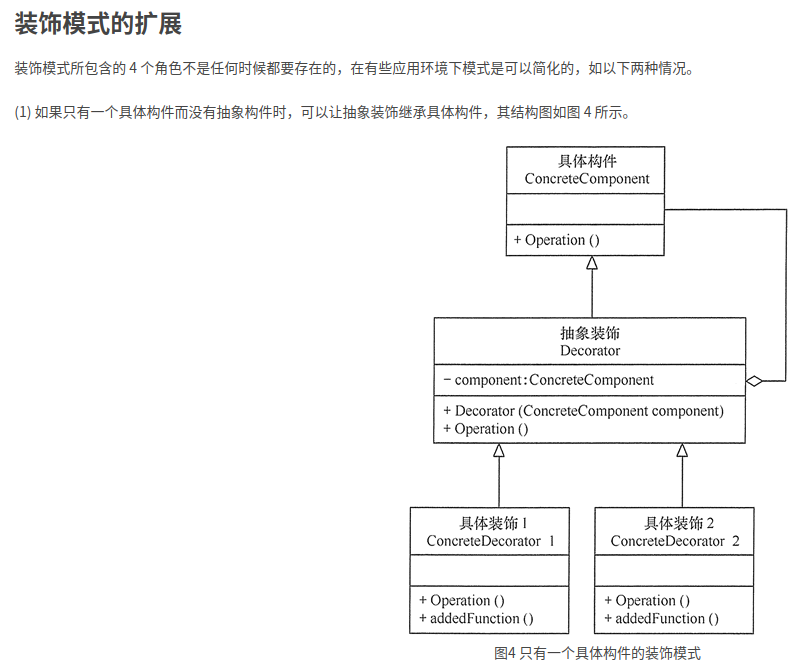 装饰模式的扩展
装饰模式所包含的 4 个角色不是任何时候都要存在的，在有些应用环境下模式是可以简化的，如以下两种情况。
(1) 如果只有一个具体构件而没有抽象构件时，可以让抽象装饰继承具体构件，其结构图如图 4 所示。
具体构件
ConcreteComponent
+ Operation ()
抽象装饰
Decorator
− component:ConcreteComponent
+ Decorator (ConcreteComponent component)
+ Operation ()
具体装饰 1
ConcreteDecorator 1
+ Operation ()
+ addedFunction ()
具体装饰 2
ConcreteDecorator 2
+ Operation ()
+ addedFunction ()
图4 只有一个具体构件的装饰模式